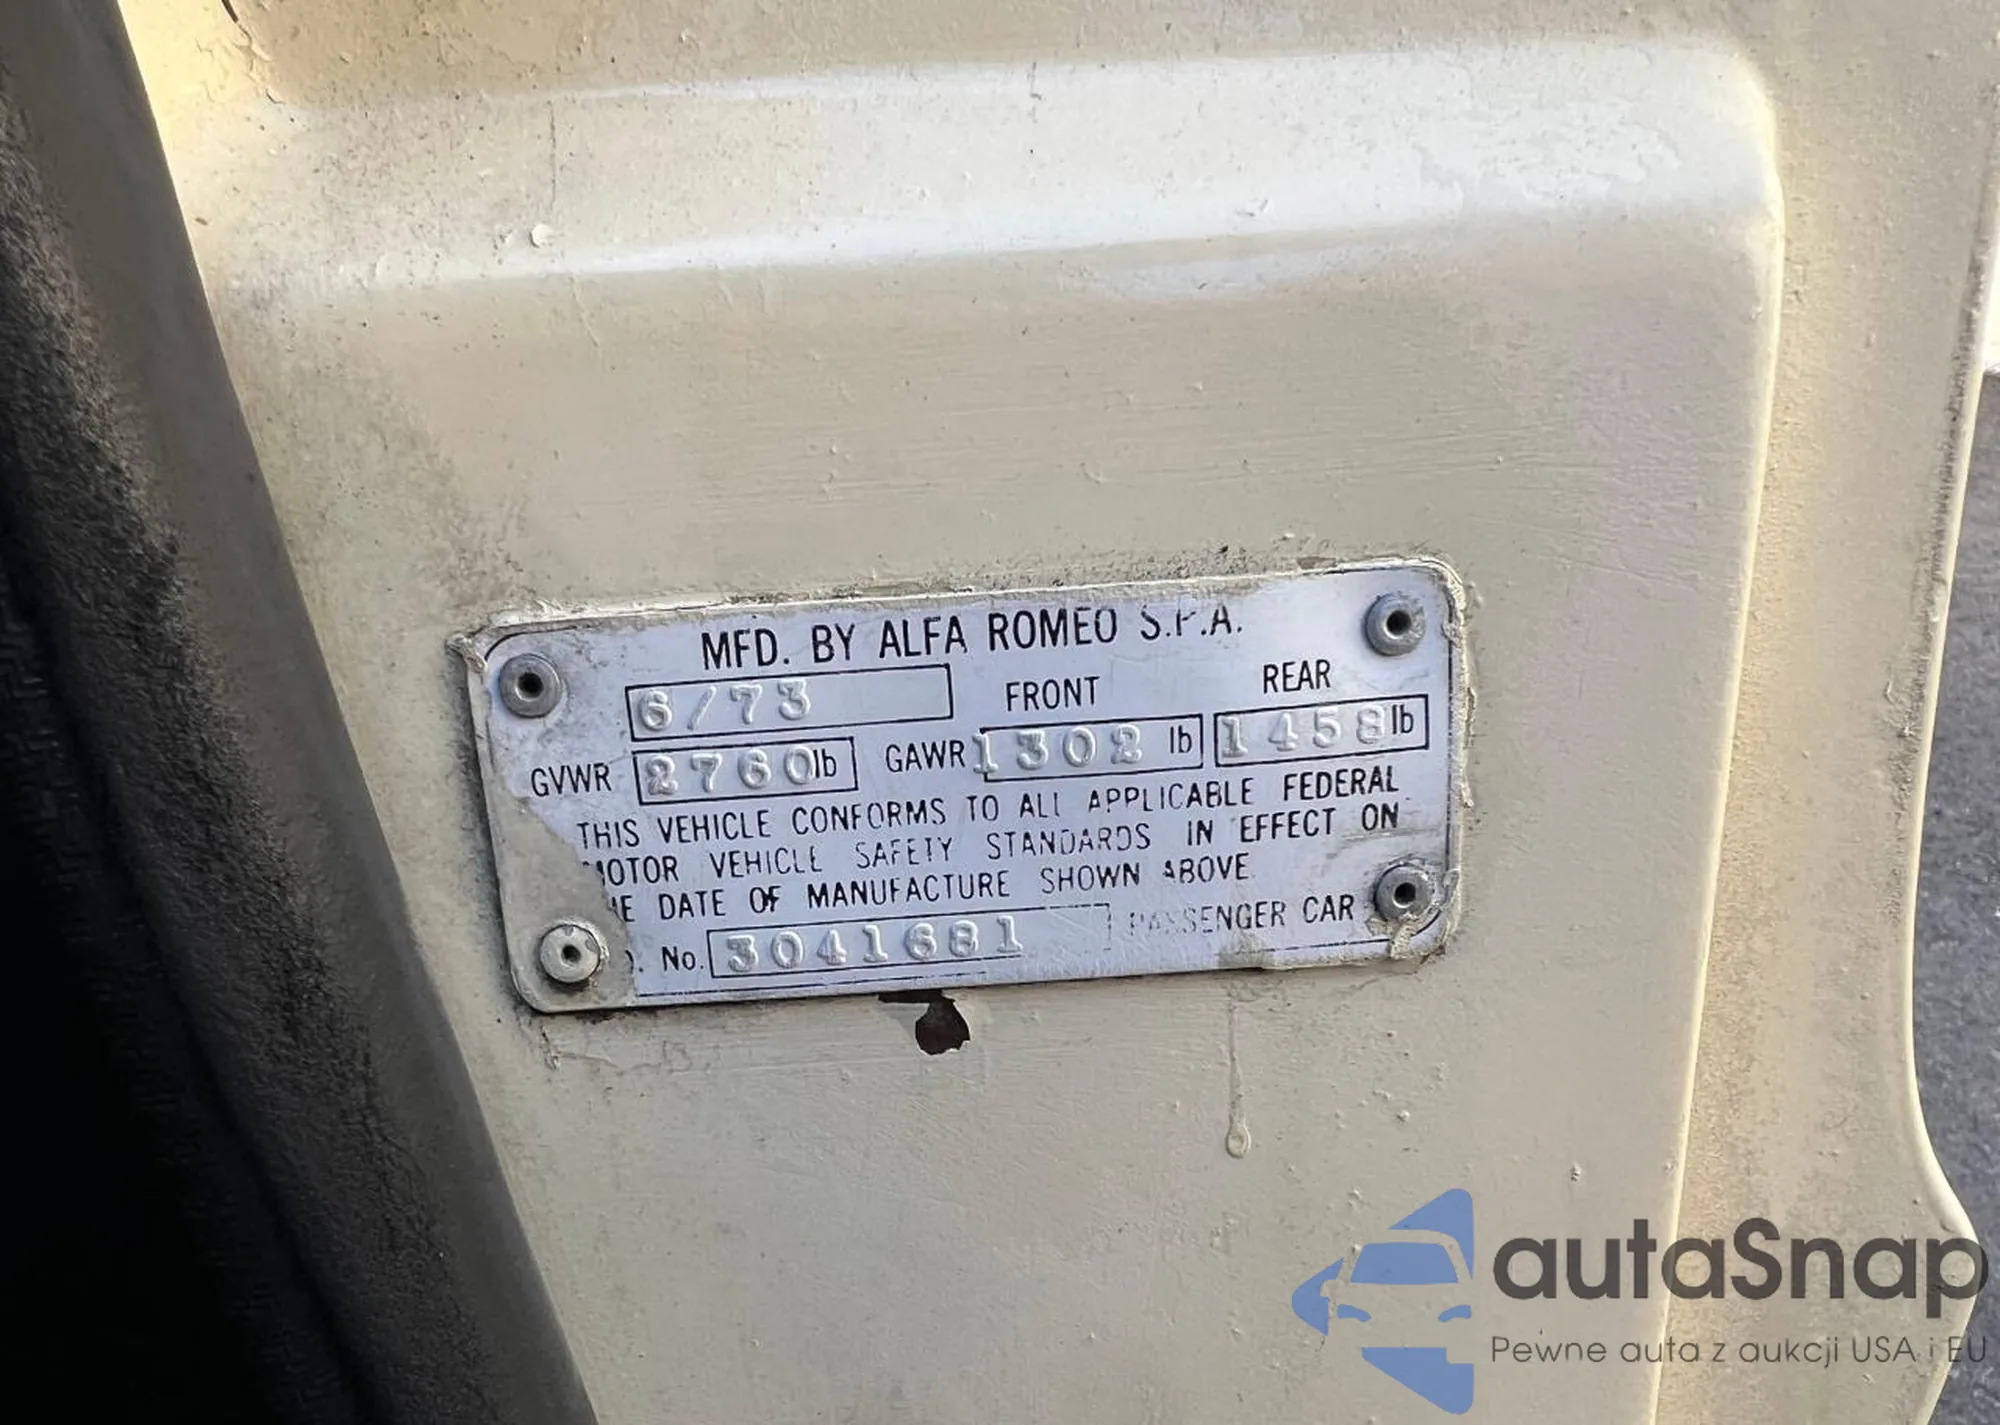 MFD. BY ALFA ROMEO S.P.A.
6/73 FRONT REAR
GVWR 2760 lb GAWR 1302 lb 1458 lb
THIS VEHICLE CONFORMS TO ALL APPLICABLE FEDERAL
MOTOR VEHICLE SAFETY STANDARDS IN EFFECT ON
THE DATE OF MANUFACTURE SHOWN ABOVE
No. 3041681 PASSENGER CAR
autaSnap
Pewne auta z aukcji USA i EU